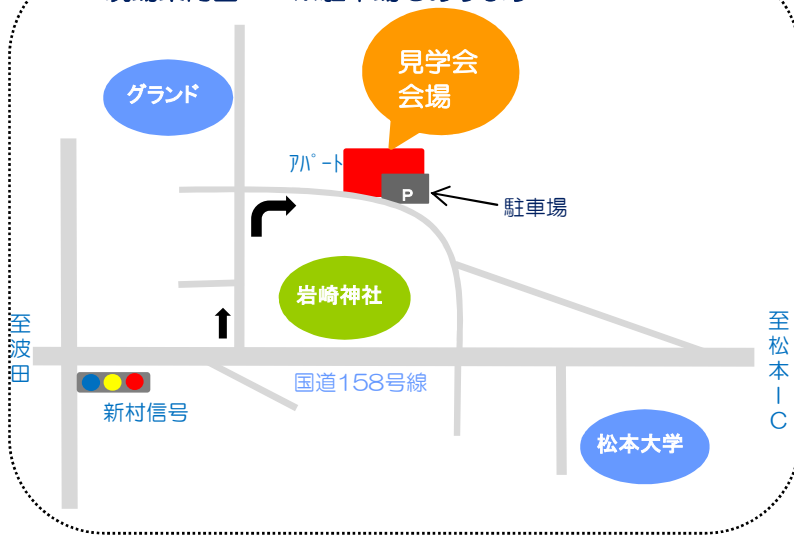 グランド
見学会
会場
ｱﾊﾟｰﾄ
P
駐車場
岩崎神社
至波田
国道158号線
至松本IC
新村信号
松本大学